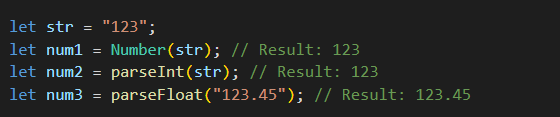 let str = "123";
let num1 = Number(str); // Result: 123
let num2 = parseInt(str); // Result: 123
let num3 = parseFloat("123.45"); // Result: 123.45